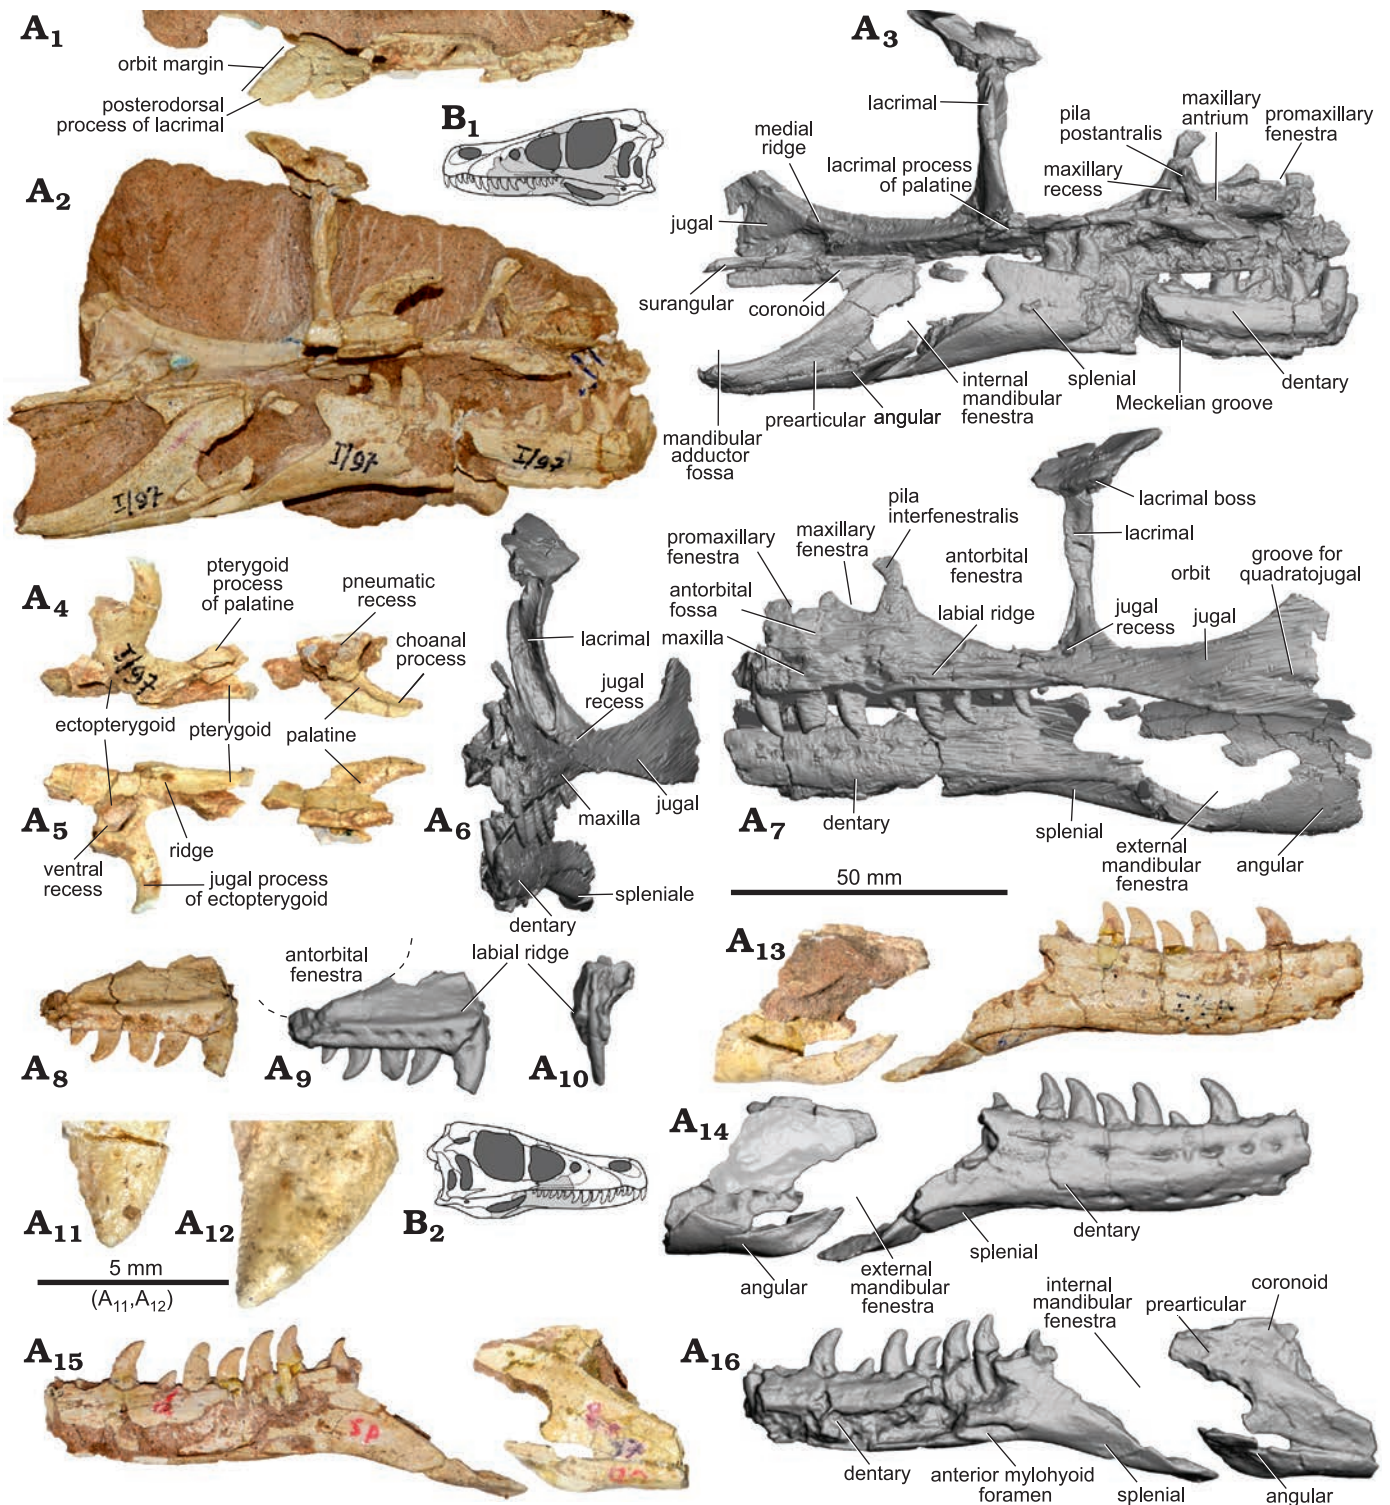 A1
orbit margin
posterodorsal
process of lacrimal
A2
I/97
I/97
I/97
B1
A3
lacrimal
medial
ridge
lacrimal process
of palatine
pila
postantralis
maxillary
antrium
promaxillary
fenestra
maxillary
recess
jugal
surangular
coronoid
mandibular
adductor
fossa
prearticular
angular
internal
mandibular
fenestra
splenial
Meckelian groove
dentary
A4
pterygoid
process
of palatine
pneumatic
recess
choanal
process
I/97
ectopterygoid
pterygoid
palatine
A5
ventral
recess
ridge
jugal process
of ectopterygoid
A6
lacrimal
jugal
recess
jugal
maxilla
spleniale
dentary
A7
promaxillary
fenestra
maxillary
fenestra
pila
interfenestralis
antorbital
fenestra
antorbital
fossa
maxilla
labial ridge
lacrimal boss
lacrimal
orbit
groove for
quadratojugal
jugal
recess
jugal
dentary
splenial
external
mandibular
fenestra
angular
50 mm
A8
antorbital
fenestra
labial ridge
A9
A10
A11
A12
5 mm
(A11,A12)
B2
A13
A14
angular
external
mandibular
fenestra
splenial
dentary
A15
d
sp
97
an
A16
internal
mandibular
fenestra
prearticular
coronoid
dentary
anterior mylohyoid
foramen
splenial
angular